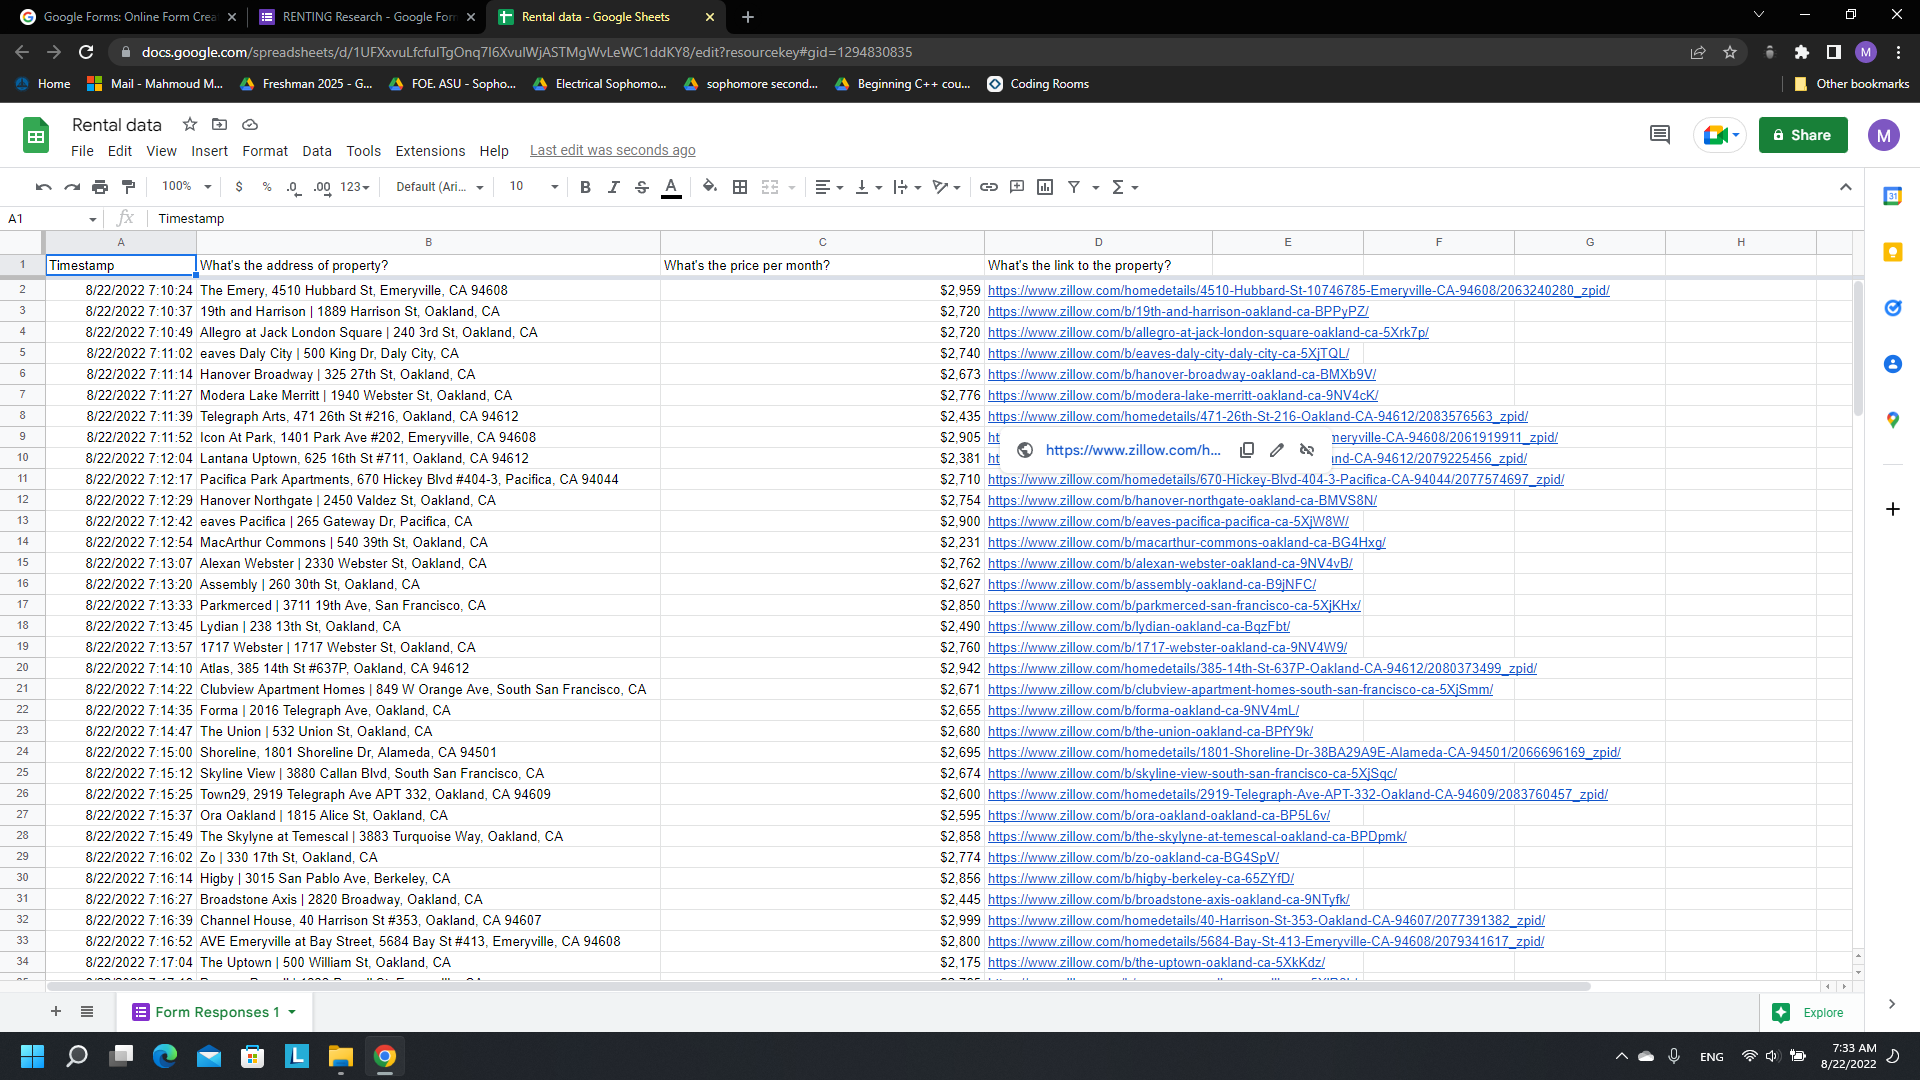 Google Forms: Online Form Crea
RENTING Research - Google For
Rental data - Google Sheets
docs.google.com/spreadsheets/d/1UFXxvuLfcfulTgOnq7I6XvulWjASTMgWvLeWC1ddKY8/edit?resourcekey#gid=1294830835
M
Home
Mail - Mahmoud M...
Freshman 2025 - G...
FOE. ASU - Sopho...
Electrical Sophomo...
sophomore second...
Beginning C++ cou...
Coding Rooms
Other bookmarks
Rental data
File Edit View Insert Format Data Tools Extensions Help Last edit was seconds ago
Share
M
100% $ % .0 .00 123 Default (Ari... 10 B I S A
31
A1 fx Timestamp
A B C D E F G H
1 Timestamp What's the address of property? What's the price per month? What's the link to the property?
2 8/22/2022 7:10:24 The Emery, 4510 Hubbard St, Emeryville, CA 94608 $2,959 https://www.zillow.com/homedetails/4510-Hubbard-St-10746785-Emeryville-CA-94608/2063240280_zpid/
3 8/22/2022 7:10:37 19th and Harrison | 1889 Harrison St, Oakland, CA $2,720 https://www.zillow.com/b/19th-and-harrison-oakland-ca-BPPyPZ/
4 8/22/2022 7:10:49 Allegro at Jack London Square | 240 3rd St, Oakland, CA $2,720 https://www.zillow.com/b/allegro-at-jack-london-square-oakland-ca-5Xrk7p/
5 8/22/2022 7:11:02 eaves Daly City | 500 King Dr, Daly City, CA $2,740 https://www.zillow.com/b/eaves-daly-city-daly-city-ca-5XjTQL/
6 8/22/2022 7:11:14 Hanover Broadway | 325 27th St, Oakland, CA $2,673 https://www.zillow.com/b/hanover-broadway-oakland-ca-BMXb9V/
7 8/22/2022 7:11:27 Modera Lake Merritt | 1940 Webster St, Oakland, CA $2,776 https://www.zillow.com/b/modera-lake-merritt-oakland-ca-9NV4cK/
8 8/22/2022 7:11:39 Telegraph Arts, 471 26th St #216, Oakland, CA 94612 $2,435 https://www.zillow.com/homedetails/471-26th-St-216-Oakland-CA-94612/2083576563_zpid/
9 8/22/2022 7:11:52 Icon At Park, 1401 Park Ave #202, Emeryville, CA 94608 $2,905 ht meryville-CA-94608/2061919911_zpid/
https://www.zillow.com/h...
10 8/22/2022 7:12:04 Lantana Uptown, 625 16th St #711, Oakland, CA 94612 $2,381 ht nd-CA-94612/2079225456_zpid/
11 8/22/2022 7:12:17 Pacifica Park Apartments, 670 Hickey Blvd #404-3, Pacifica, CA 94044 $2,710 https://www.zillow.com/homedetails/670-Hickey-Blvd-404-3-Pacifica-CA-94044/2077574697_zpid/
12 8/22/2022 7:12:29 Hanover Northgate | 2450 Valdez St, Oakland, CA $2,754 https://www.zillow.com/b/hanover-northgate-oakland-ca-BMVS8N/
13 8/22/2022 7:12:42 eaves Pacifica | 265 Gateway Dr, Pacifica, CA $2,900 https://www.zillow.com/b/eaves-pacifica-pacifica-ca-5XjW8W/
14 8/22/2022 7:12:54 MacArthur Commons | 540 39th St, Oakland, CA $2,231 https://www.zillow.com/b/macarthur-commons-oakland-ca-BG4Hxg/
15 8/22/2022 7:13:07 Alexan Webster | 2330 Webster St, Oakland, CA $2,762 https://www.zillow.com/b/alexan-webster-oakland-ca-9NV4vB/
16 8/22/2022 7:13:20 Assembly | 260 30th St, Oakland, CA $2,627 https://www.zillow.com/b/assembly-oakland-ca-B9jNFC/
17 8/22/2022 7:13:33 Parkmerced | 3711 19th Ave, San Francisco, CA $2,850 https://www.zillow.com/b/parkmerced-san-francisco-ca-5XjKHx/
18 8/22/2022 7:13:45 Lydian | 238 13th St, Oakland, CA $2,490 https://www.zillow.com/b/lydian-oakland-ca-BqzFbt/
19 8/22/2022 7:13:57 1717 Webster | 1717 Webster St, Oakland, CA $2,760 https://www.zillow.com/b/1717-webster-oakland-ca-9NV4W9/
20 8/22/2022 7:14:10 Atlas, 385 14th St #637P, Oakland, CA 94612 $2,942 https://www.zillow.com/homedetails/385-14th-St-637P-Oakland-CA-94612/2080373499_zpid/
21 8/22/2022 7:14:22 Clubview Apartment Homes | 849 W Orange Ave, South San Francisco, CA $2,671 https://www.zillow.com/b/clubview-apartment-homes-south-san-francisco-ca-5XjSmm/
22 8/22/2022 7:14:35 Forma | 2016 Telegraph Ave, Oakland, CA $2,655 https://www.zillow.com/b/forma-oakland-ca-9NV4mL/
23 8/22/2022 7:14:47 The Union | 532 Union St, Oakland, CA $2,680 https://www.zillow.com/b/the-union-oakland-ca-BPfY9k/
24 8/22/2022 7:15:00 Shoreline, 1801 Shoreline Dr, Alameda, CA 94501 $2,695 https://www.zillow.com/homedetails/1801-Shoreline-Dr-38BA29A9E-Alameda-CA-94501/2066696169_zpid/
25 8/22/2022 7:15:12 Skyline View | 3880 Callan Blvd, South San Francisco, CA $2,674 https://www.zillow.com/b/skyline-view-south-san-francisco-ca-5XjSqc/
26 8/22/2022 7:15:25 Town29, 2919 Telegraph Ave APT 332, Oakland, CA 94609 $2,600 https://www.zillow.com/homedetails/2919-Telegraph-Ave-APT-332-Oakland-CA-94609/2083760457_zpid/
27 8/22/2022 7:15:37 Ora Oakland | 1815 Alice St, Oakland, CA $2,595 https://www.zillow.com/b/ora-oakland-oakland-ca-BP5L6v/
28 8/22/2022 7:15:49 The Skylyne at Temescal | 3883 Turquoise Way, Oakland, CA $2,858 https://www.zillow.com/b/the-skylyne-at-temescal-oakland-ca-BPDpmk/
29 8/22/2022 7:16:02 Zo | 330 17th St, Oakland, CA $2,774 https://www.zillow.com/b/zo-oakland-ca-BG4SpV/
30 8/22/2022 7:16:14 Higby | 3015 San Pablo Ave, Berkeley, CA $2,856 https://www.zillow.com/b/higby-berkeley-ca-65ZYfD/
31 8/22/2022 7:16:27 Broadstone Axis | 2820 Broadway, Oakland, CA $2,445 https://www.zillow.com/b/broadstone-axis-oakland-ca-9NTyfk/
32 8/22/2022 7:16:39 Channel House, 40 Harrison St #353, Oakland, CA 94607 $2,999 https://www.zillow.com/homedetails/40-Harrison-St-353-Oakland-CA-94607/2077391382_zpid/
33 8/22/2022 7:16:52 AVE Emeryville at Bay Street, 5684 Bay St #413, Emeryville, CA 94608 $2,800 https://www.zillow.com/homedetails/5684-Bay-St-413-Emeryville-CA-94608/2079341617_zpid/
34 8/22/2022 7:17:04 The Uptown | 500 William St, Oakland, CA $2,175 https://www.zillow.com/b/the-uptown-oakland-ca-5XkKdz/
Form Responses 1
Explore
L
ENG
7:33 AM
8/22/2022